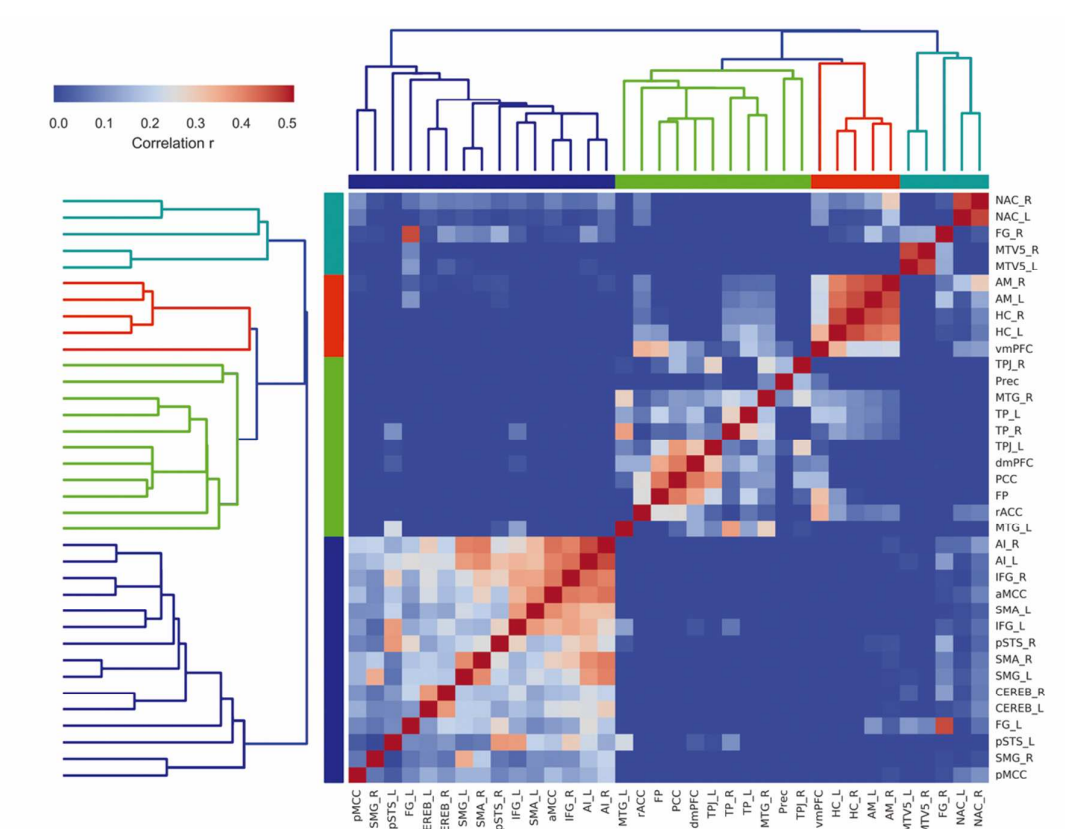 0.0 0.1 0.2 0.3 0.4 0.5
Correlation r
NAC_R
NAC_L
FG_R
MTV5_R
MTV5_L
AM_R
AM_L
HC_R
HC_L
vmPFC
TPJ_R
Prec
MTG_R
TP_L
TP_R
TPJ_L
dmPFC
PCC
FP
rACC
MTG_L
AI_R
AI_L
IFG_R
aMCC
SMA_L
IFG_L
pSTS_R
SMA_R
SMG_L
CEREB_R
CEREB_L
FG_L
pSTS_L
SMG_R
pMCC
pMCC
SMG_R
pSTS_L
FG_L
EREB_L
EREB_R
SMG_L
SMA_R
pSTS_R
IFG_L
SMA_L
aMCC
IFG_R
AI_L
AI_R
MTG_L
rACC
FP
PCC
dmPFC
TPJ_L
TP_R
TP_L
MTG_R
Prec
TPJ_R
vmPFC
HC_L
HC_R
AM_L
AM_R
MTV5_L
MTV5_R
FG_R
NAC_L
NAC_R